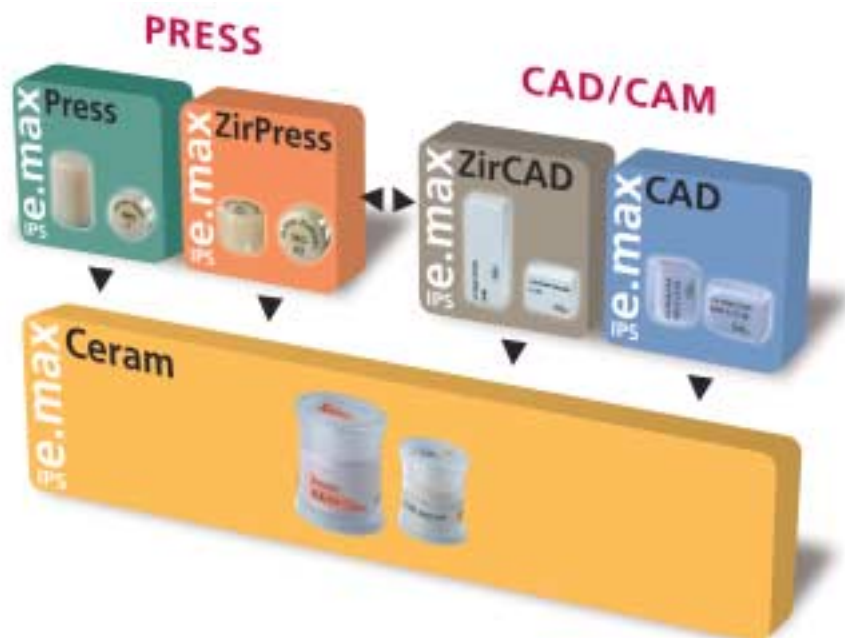 PRESS
CAD/CAM
IPS e.max
Press
IPS e.max
ZirPress
IPS e.max
ZirCAD
IPS e.max
CAD
IPS e.max
Ceram